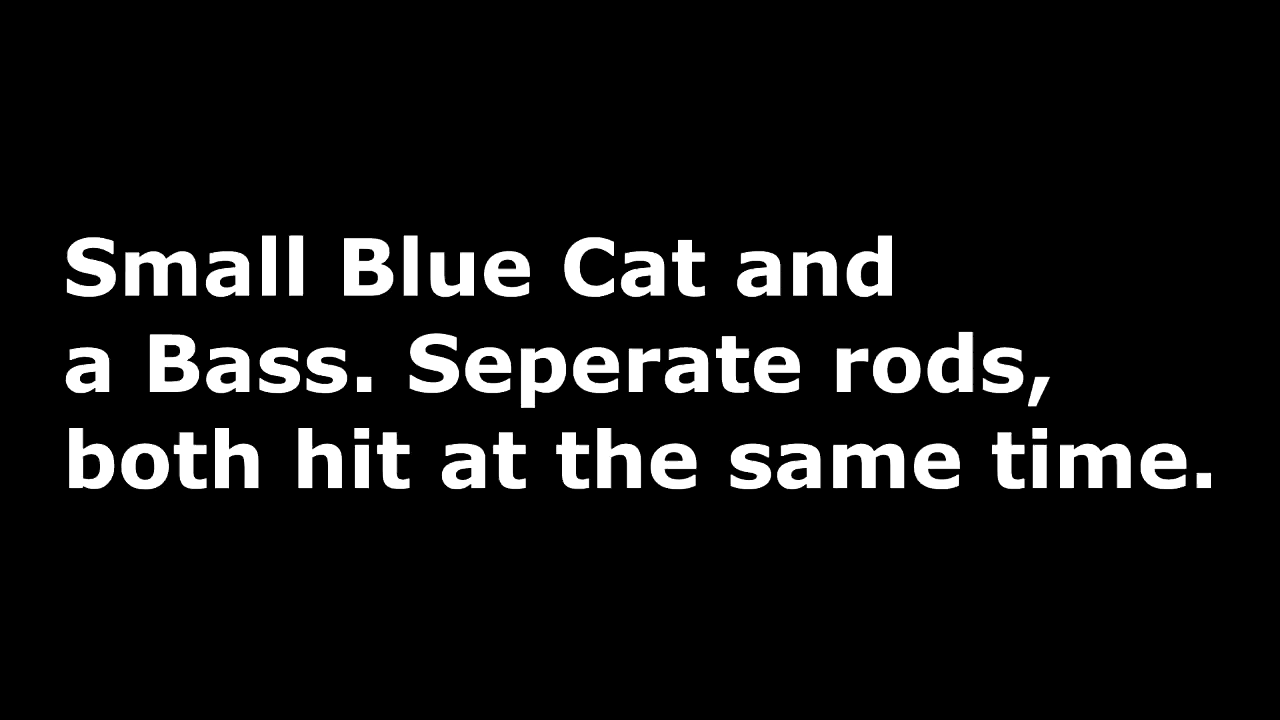 Small Blue Cat and
a Bass. Seperate rods,
both hit at the same time.